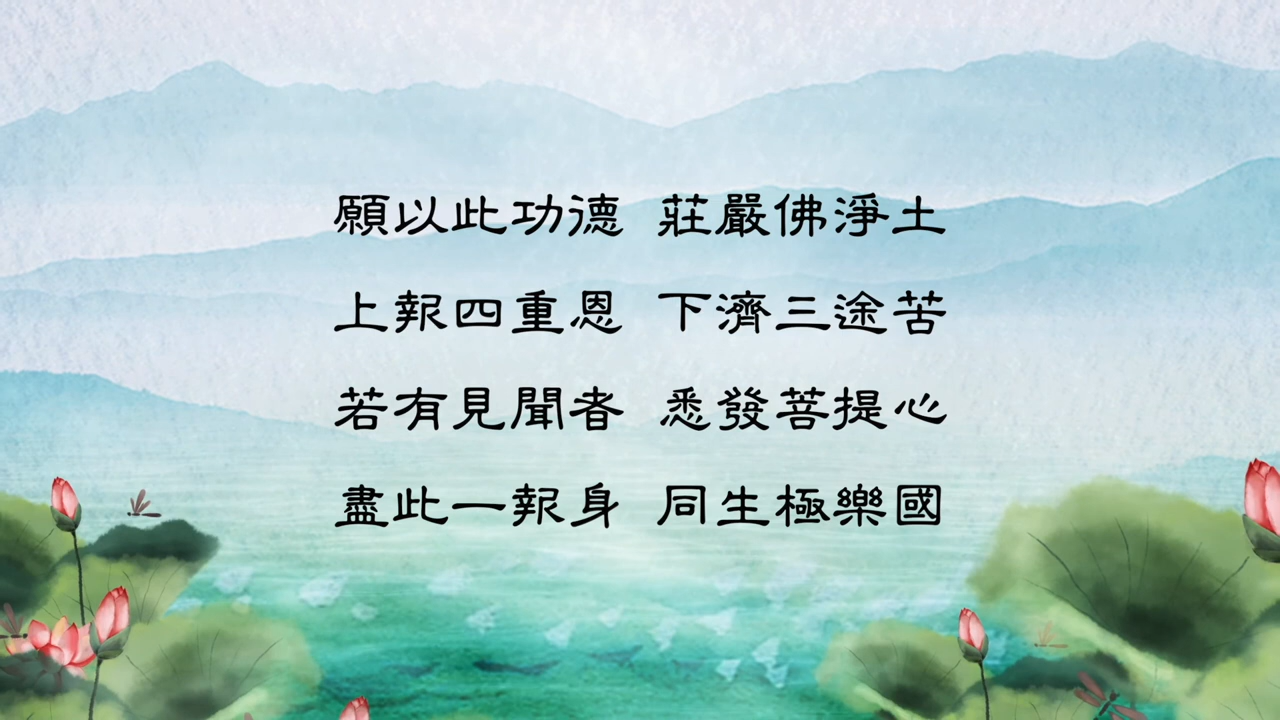 願以此功德 莊嚴佛淨土
上報四重恩 下濟三途苦
若有見聞者 悉發菩提心
盡此一報身 同生極樂國